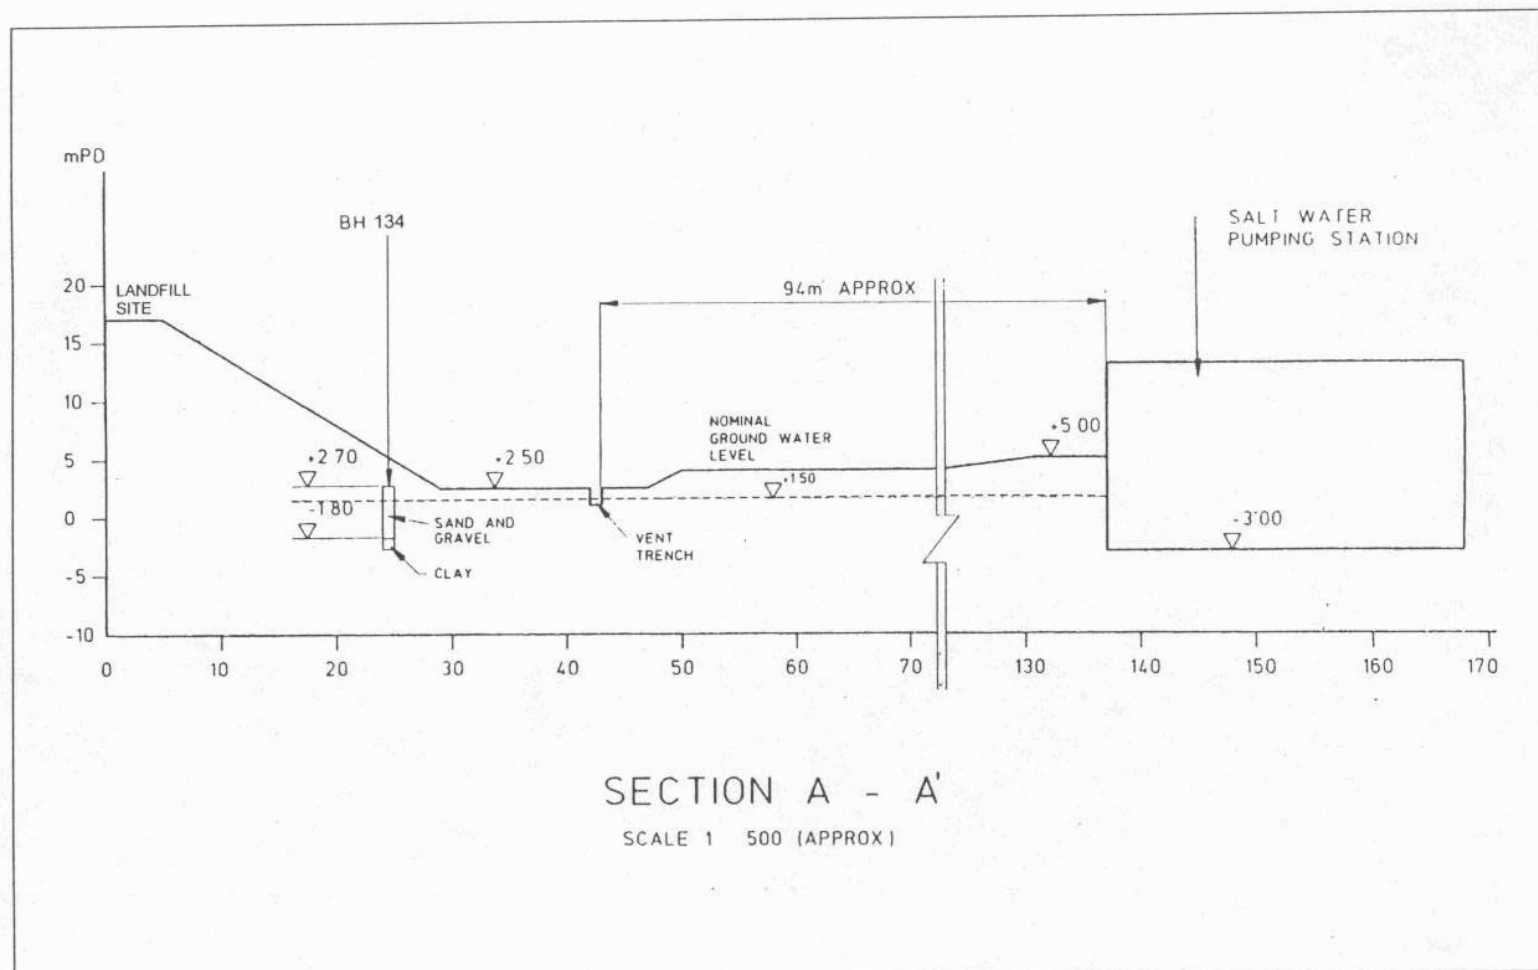 mPD
BH 134
SALT WATER
PUMPING STATION
20
LANDFILL
SITE
94m APPROX
15
10
NOMINAL
GROUND WATER
LEVEL
+5 00
5
+2 70
+2 50
+1 50
0
-1 80
SAND AND
GRAVEL
VENT
TRENCH
-3 00
-5
CLAY
-10
0 10 20 30 40 50 60 70 130 140 150 160 170
SECTION A - A'
SCALE 1 500 (APPROX)